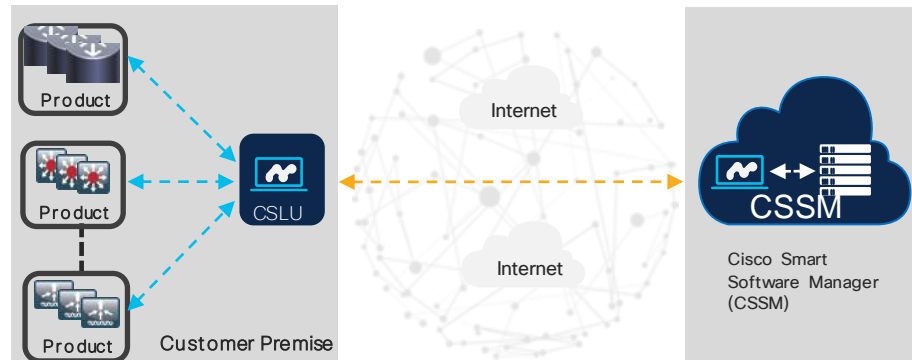 Product
Product
Product
CSLU
Customer Premise
Internet
Internet
CSSM
Cisco Smart
Software Manager
(CSSM)